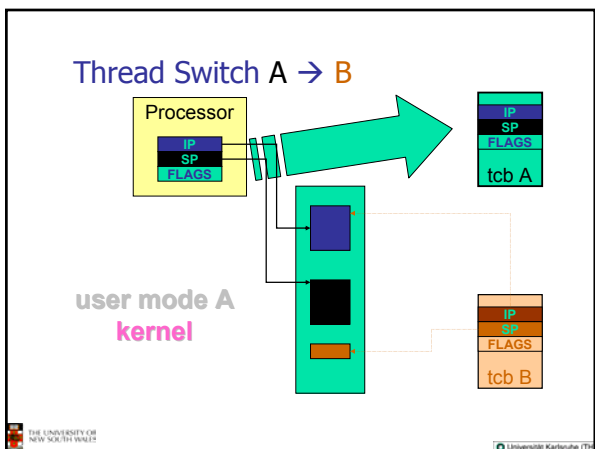 Thread Switch A → B
Processor
IP
SP
FLAGS
IP
SP
FLAGS
tcb A
user mode A
kernel
IP
SP
FLAGS
tcb B
THE UNIVERSITY OF
NEW SOUTH WALES
Universität Karlsruhe (TH